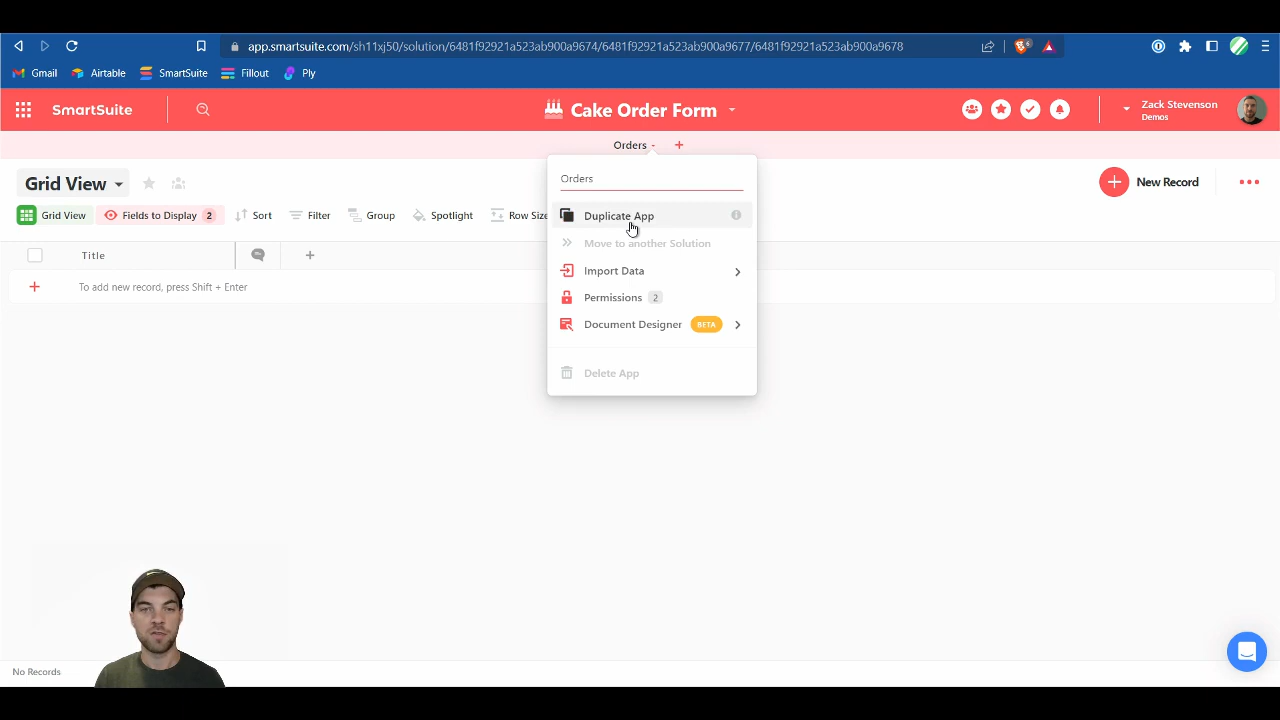 app.smartsuite.com/sh11xj50/solution/6481f92921a523ab900a9674/6481f92921a523ab900a9677/6481f92921a523ab900a9678
6
Gmail Airtable SmartSuite Fillout Ply
SmartSuite
Cake Order Form
Zack Stevenson
Demos
Orders
Grid View
New Record
Orders
Grid View Fields to Display 2 Sort Filter Group Spotlight Row Size
Duplicate App
Move to another Solution
Title
Import Data
To add new record, press Shift + Enter
Permissions 2
Document Designer BETA
Delete App
No Records